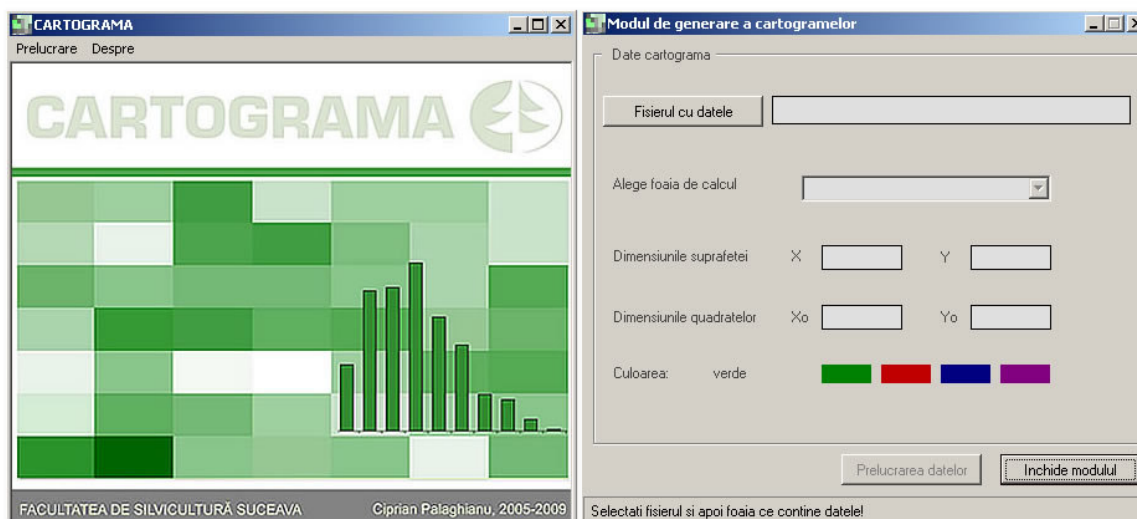 CARTOGRAMA
Prelucrare Despre
CARTOGRAMA
FACULTATEA DE SILVICULTURĂ SUCEAVA Ciprian Palaghianu, 2005-2009
Modul de generare a cartogramelor
Date cartograma
Fisierul cu datele
Alege foaia de calcul
Dimensiunile suprafetei X Y
Dimensiunile quadratelor Xo Yo
Culoarea: verde
Prelucrarea datelor Inchide modulul
Selectati fisierul si apoi foaia ce contine datele!